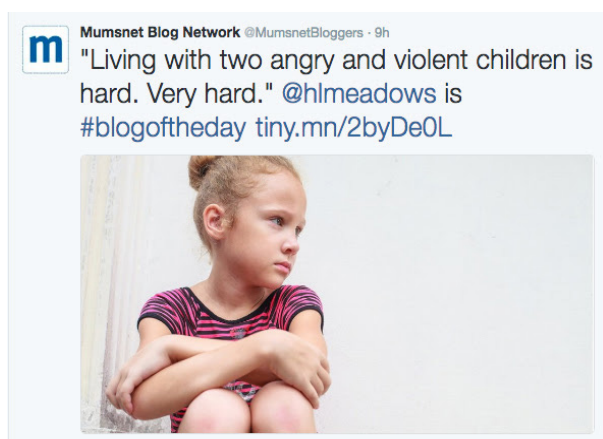 m
Mumsnet Blog Network @MumsnetBloggers · 9h
"Living with two angry and violent children is
hard. Very hard." @hlmeadows is
#blogoftheday tiny.mn/2byDe0L